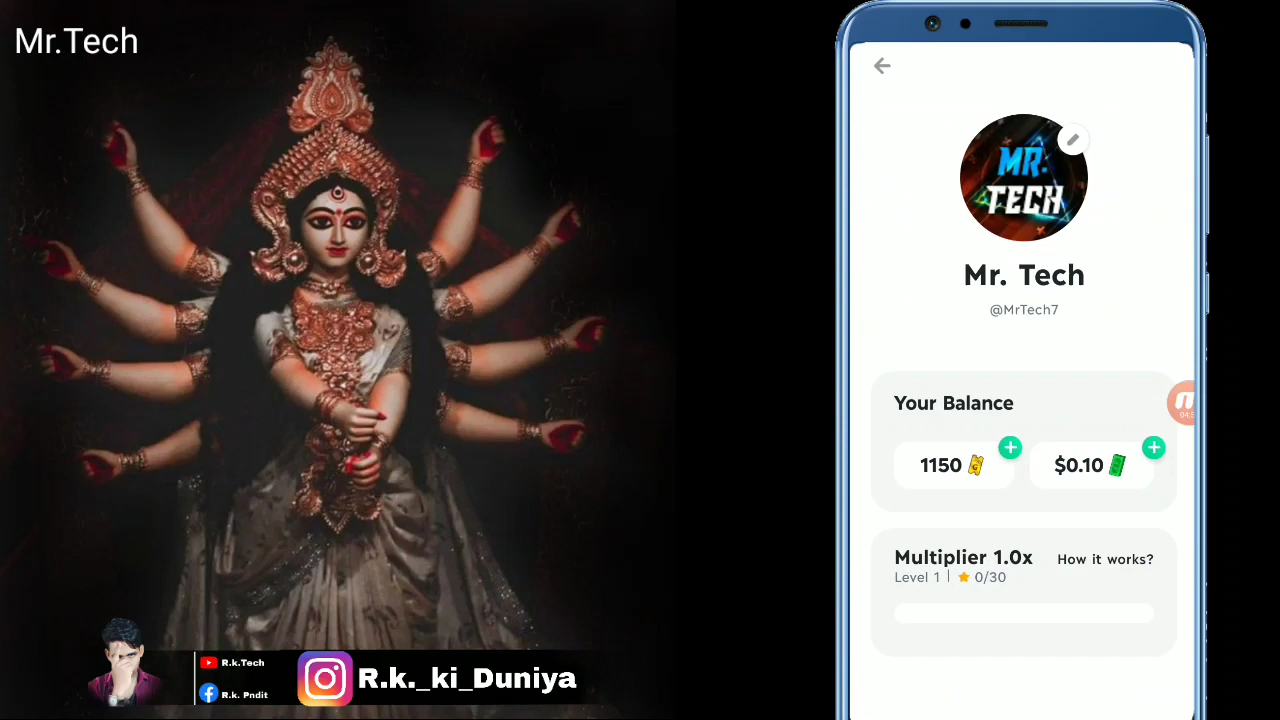 Mr.Tech
MR.
TECH
Mr. Tech
@MrTech7
Your Balance
1150
$0.10
Multiplier 1.0x
How it works?
Level 1 | 0/30
R.k.Tech
R.k. Pndit
R.k._ki_Duniya